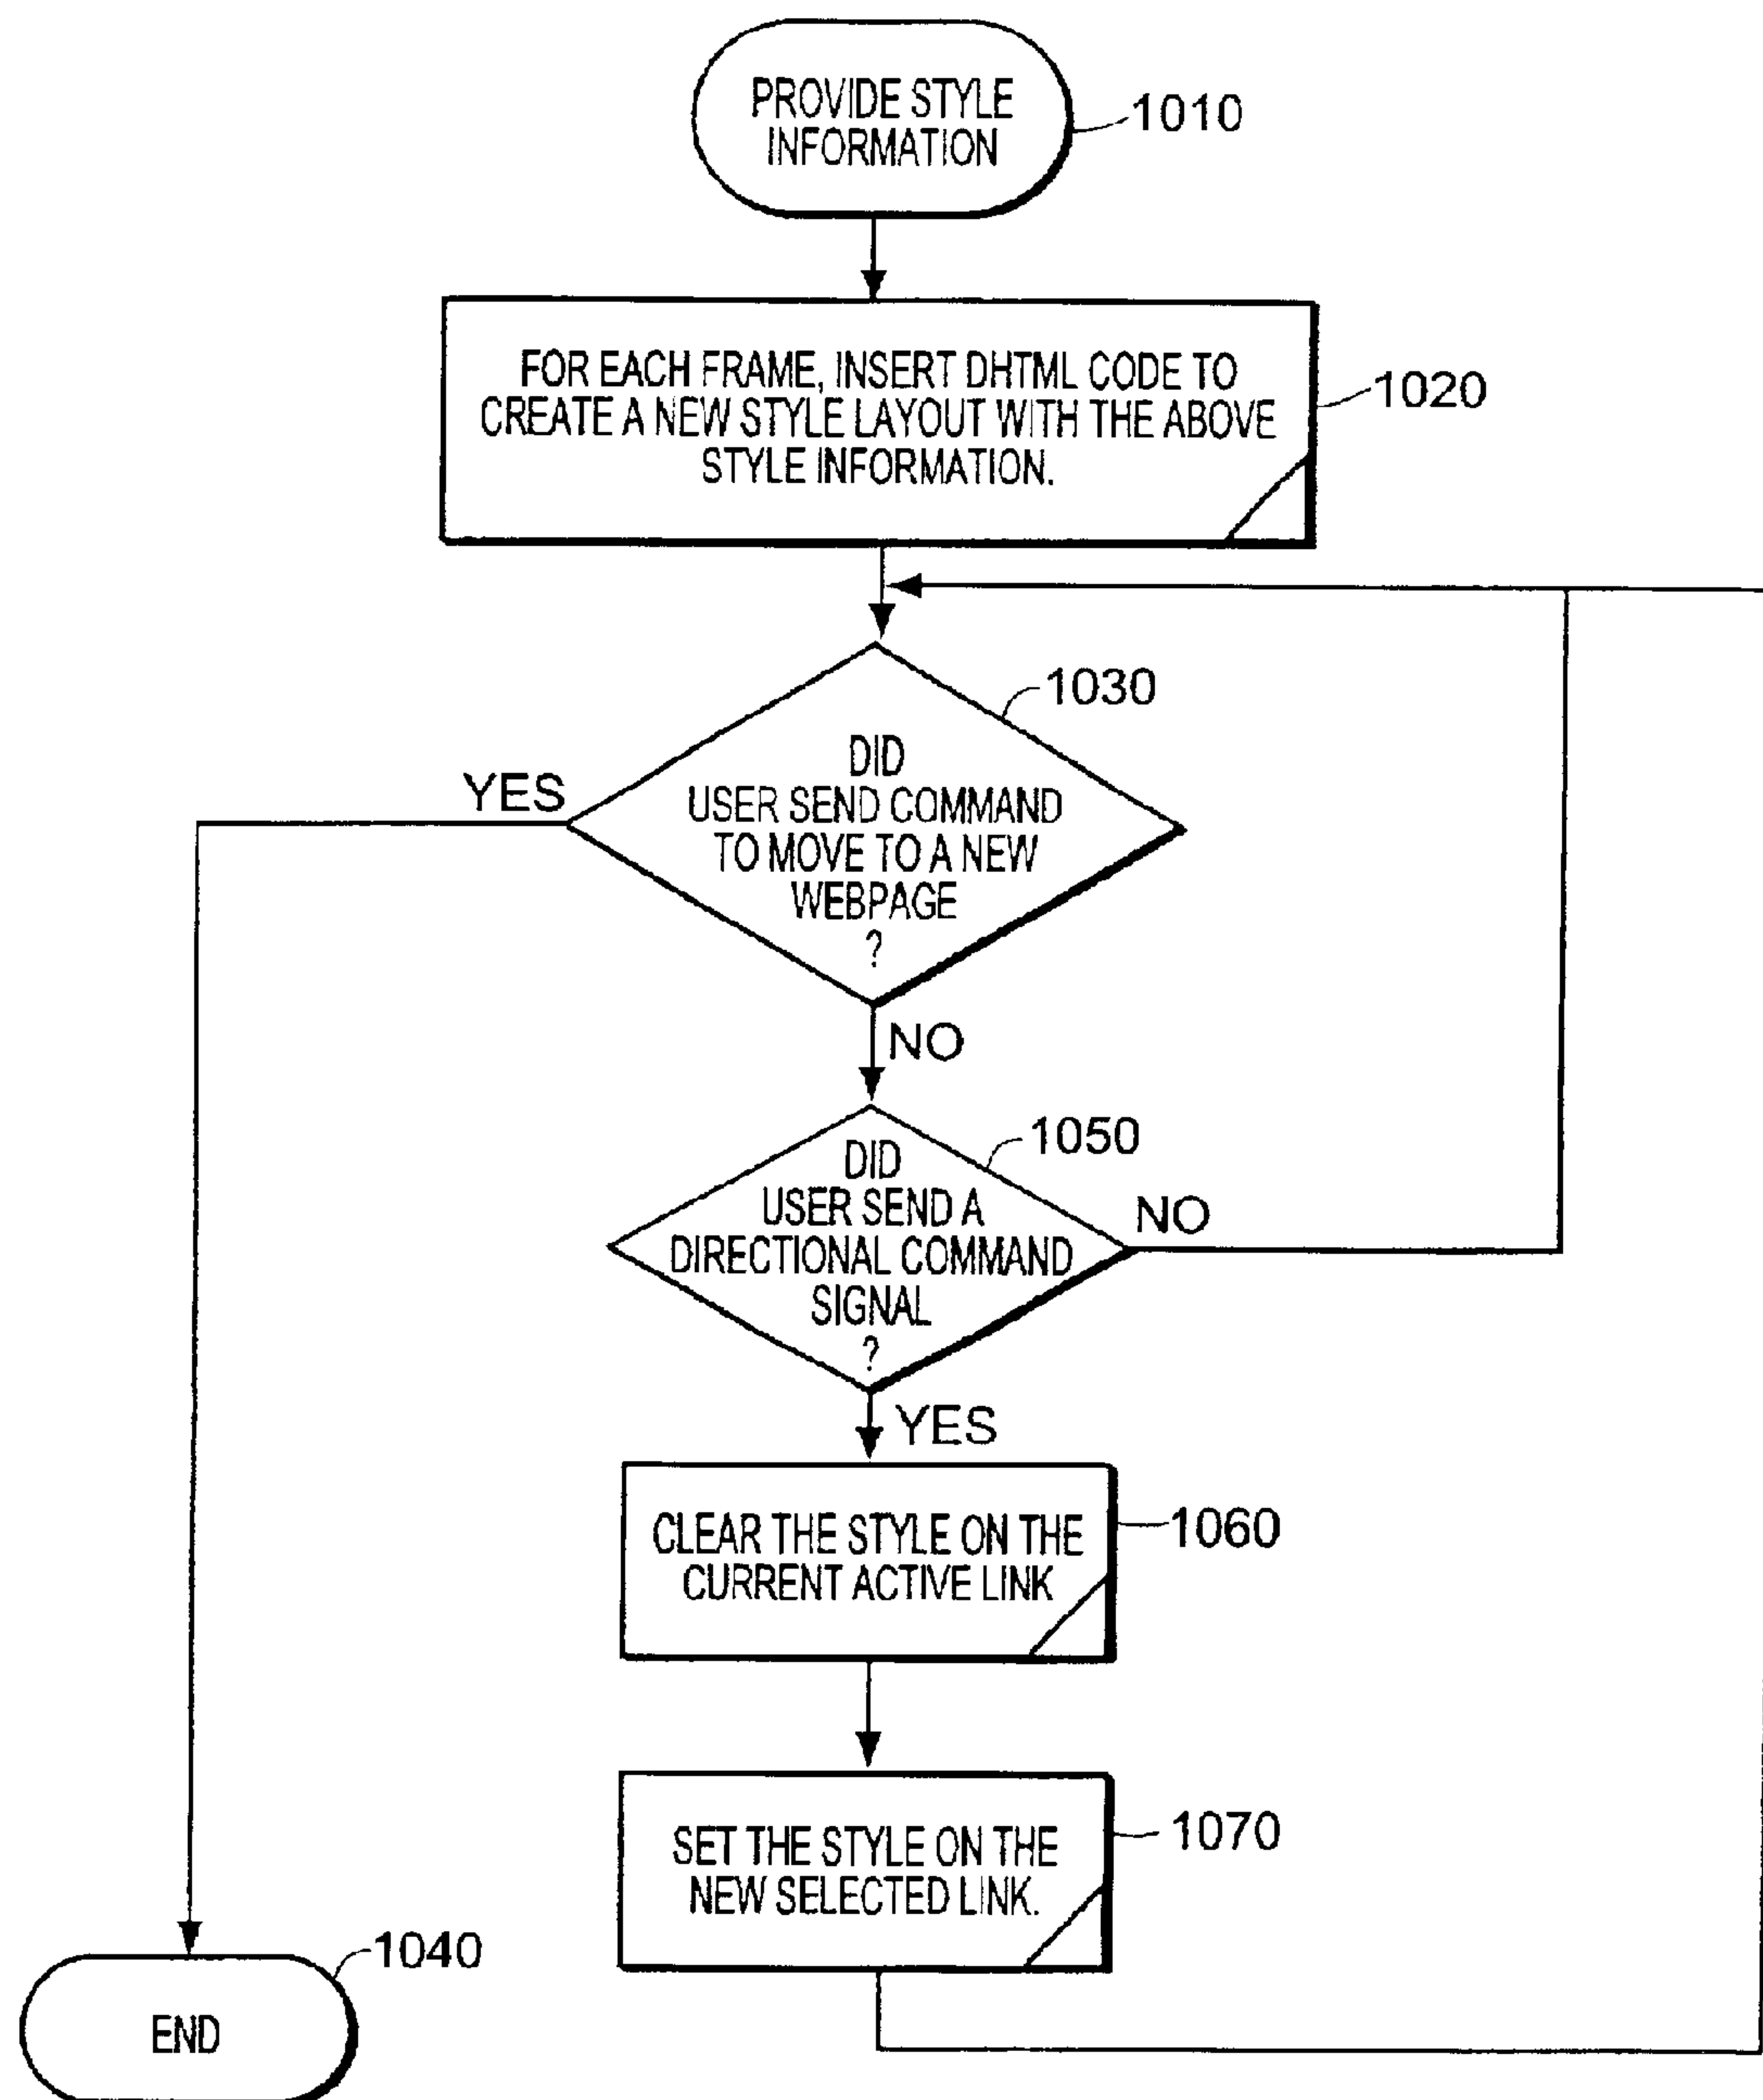 PROVIDE STYLE
INFORMATION
1010
FOR EACH FRAME, INSERT DHTML CODE TO
CREATE A NEW STYLE LAYOUT WITH THE ABOVE
STYLE INFORMATION.
1020
1030
DID
USER SEND COMMAND
TO MOVE TO A NEW
WEBPAGE
?
YES
NO
1050
DID
USER SEND A
DIRECTIONAL COMMAND
SIGNAL
?
NO
YES
CLEAR THE STYLE ON THE
CURRENT ACTIVE LINK
1060
SET THE STYLE ON THE
NEW SELECTED LINK.
1070
1040
END